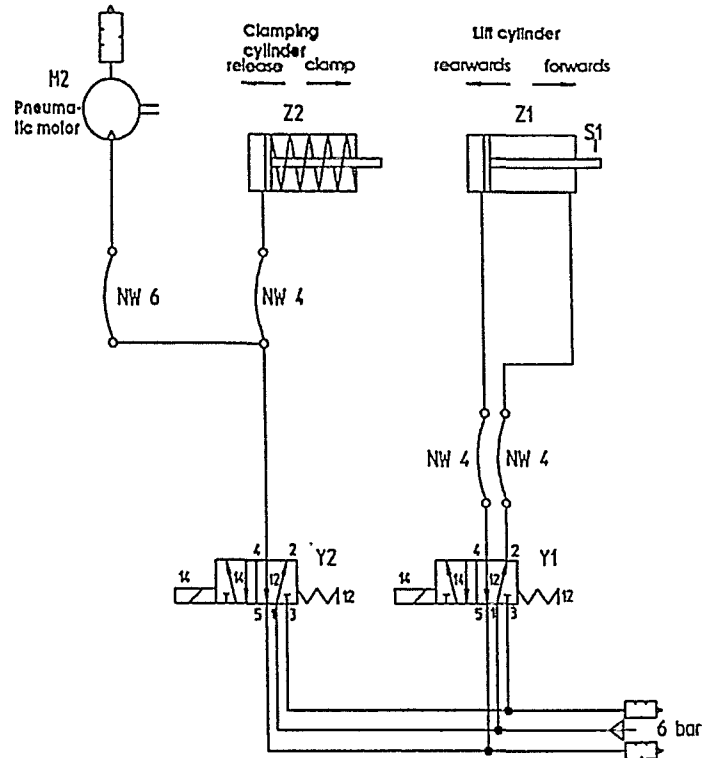 Clamping
cylinder
release clamp
Lift cylinder
rearwards forwards
M2
Pneuma-
tic motor
Z2
Z1
S1
NW 6
NW 4
NW 4
NW 4
4 2
Y2
14
14
12
12
5 1 3
4 2
Y1
14
14
12
12
5 1 3
6 bar